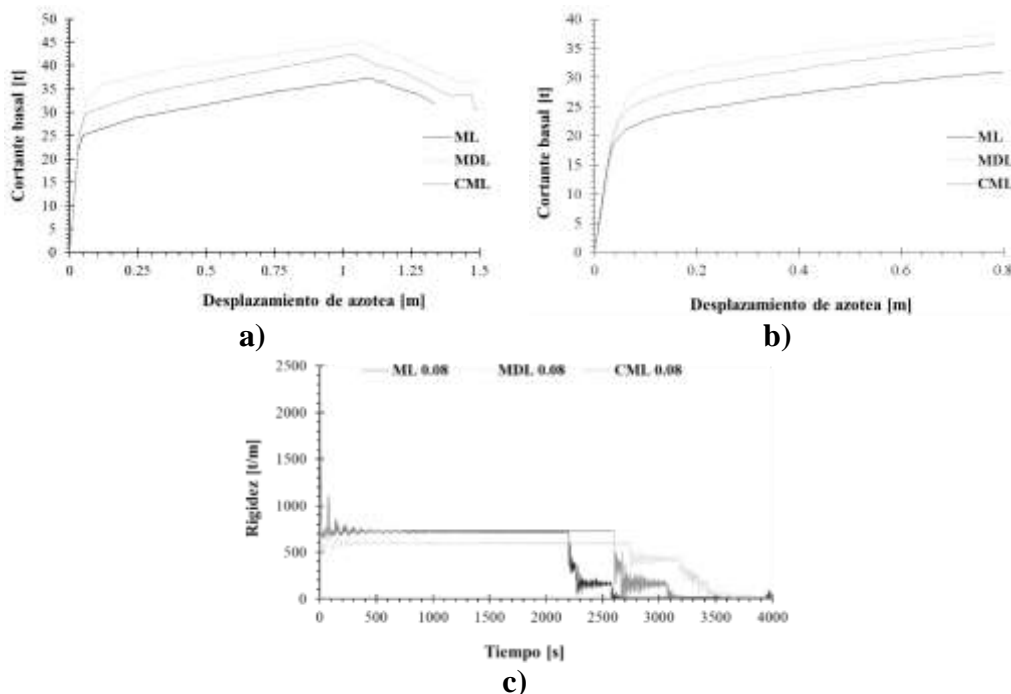 Cortante basal [t]
50
45
40
35
30
25
20
15
10
5
0
ML
MDL
CML
0 0.25 0.5 0.75 1 1.25 1.5
Desplazamiento de azotea [m]
a)
Cortante basal [t]
40
35
30
25
20
15
10
5
0
ML
MDL
CML
0 0.2 0.4 0.6 0.8
Desplazamiento de azotea [m]
b)
ML 0.08 MDL 0.08 CML 0.08
Rigidez [t/m]
2500
2000
1500
1000
500
0
0 500 1000 1500 2000 2500 3000 3500 4000
Tiempo [s]
c)